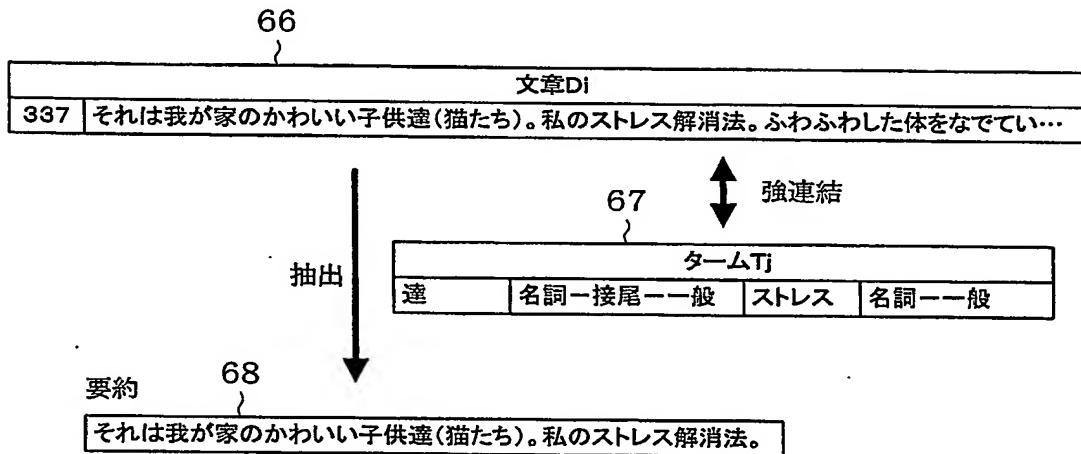 66
文章Di
337 それは我が家のかわいい子供達(猫たち)。私のストレス解消法。ふわふわした体をなでてい…
強連結
67
タームTj
達 名詞ー接尾ー一般 ストレス 名詞ー一般
抽出
要約
68
それは我が家のかわいい子供達(猫たち)。私のストレス解消法。